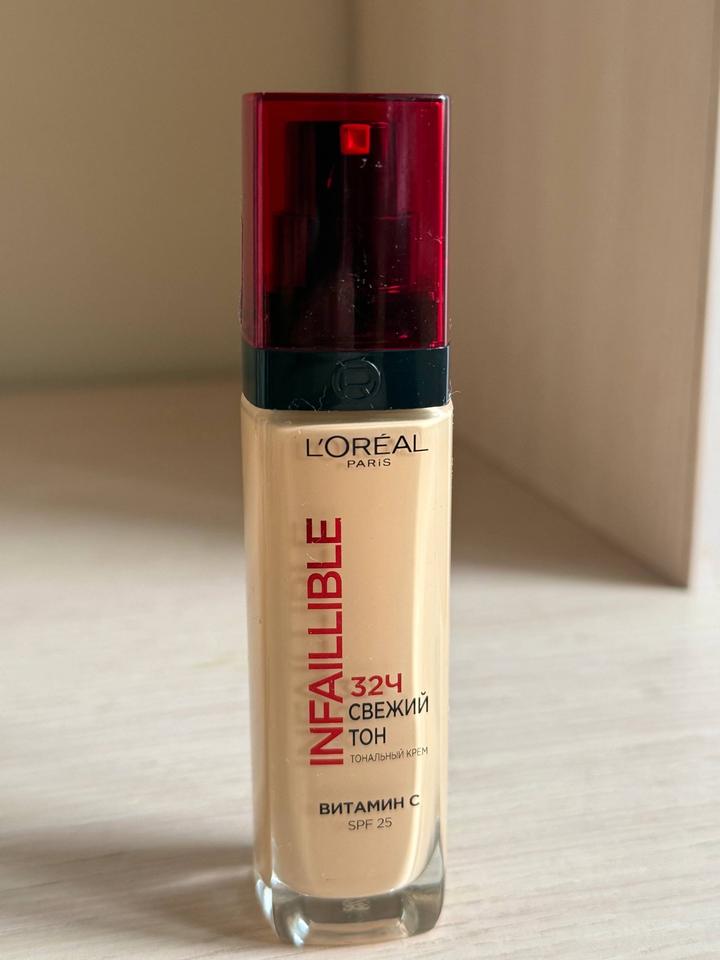 L'ORÉAL
PARIS
INFAILLIBLE
32Ч
СВЕЖИЙ
ТОН
ТОНАЛЬНЫЙ КРЕМ
ВИТАМИН С
SPF 25